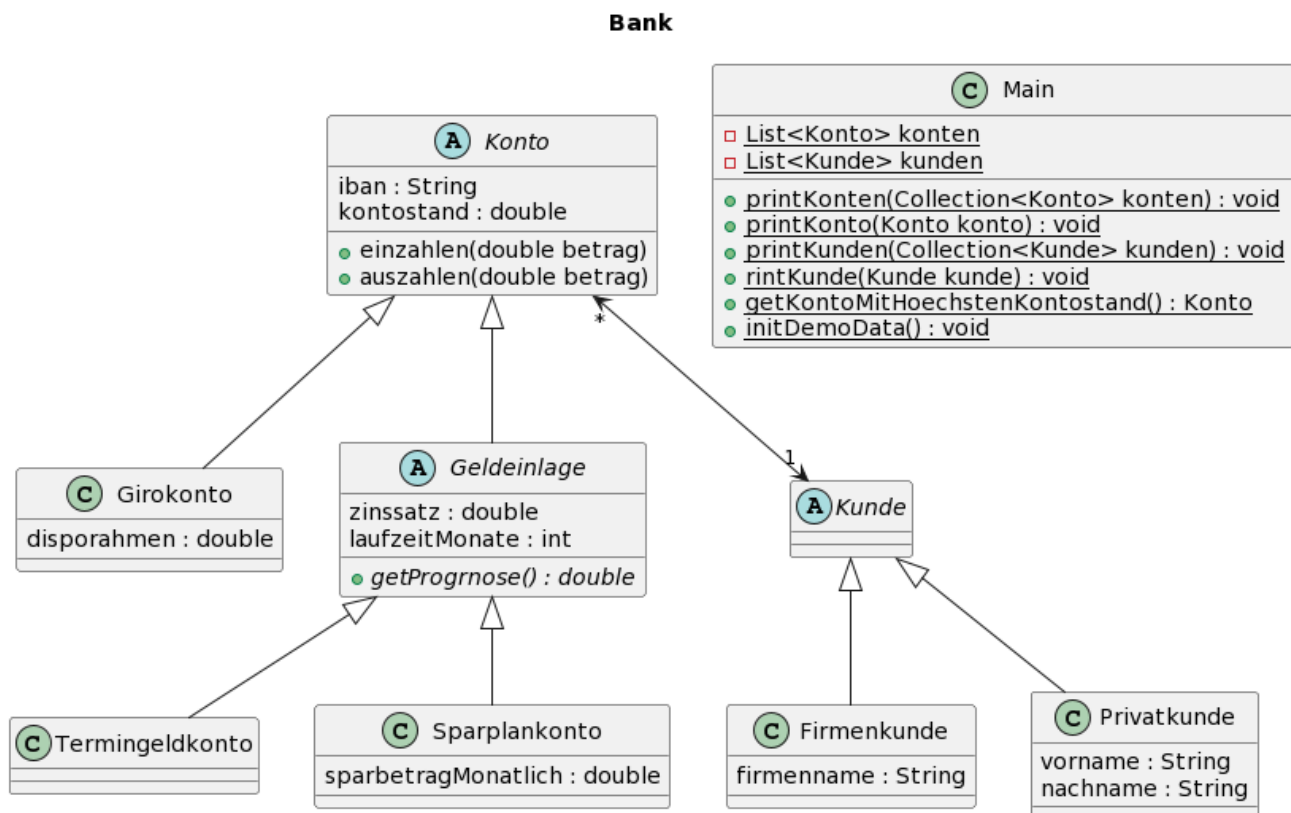 Bank
C Main
List<Konto> konten
List<Kunde> kunden
printKonten(Collection<Konto> konten) : void
printKonto(Konto konto) : void
printKunden(Collection<Kunde> kunden) : void
rintKunde(Kunde kunde) : void
getKontoMitHoechstenKontostand() : Konto
initDemoData() : void
A Konto
iban : String
kontostand : double
einzahlen(double betrag)
auszahlen(double betrag)
*
1
C Girokonto
disporahmen : double
A Geldeinlage
zinssatz : double
laufzeitMonate : int
getProgrnose() : double
A Kunde
C Termingeldkonto
C Sparplankonto
sparbetragMonatlich : double
C Firmenkunde
firmenname : String
C Privatkunde
vorname : String
nachname : String